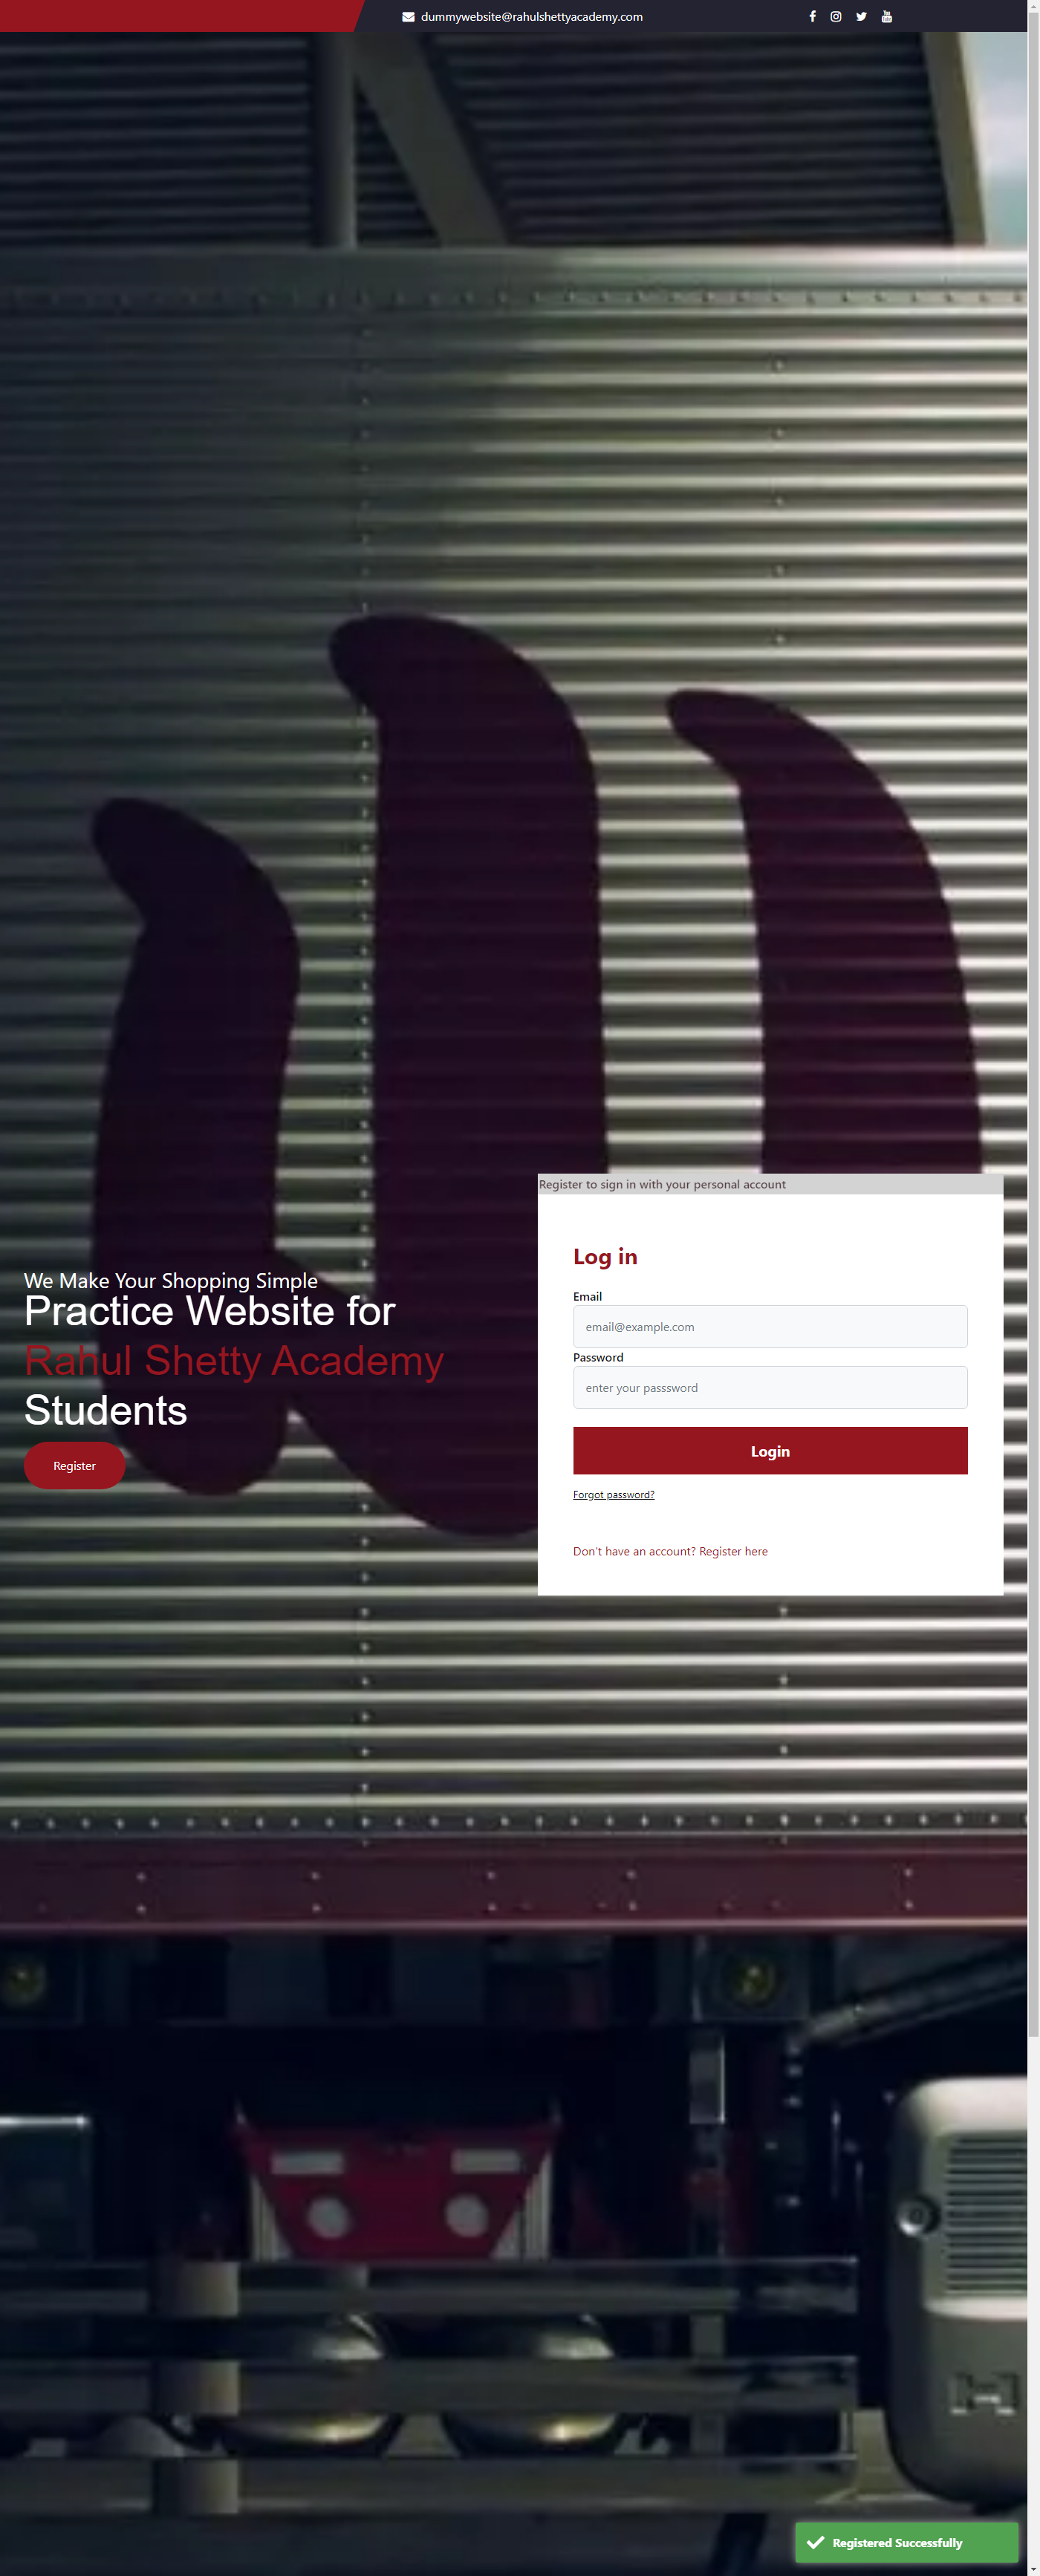 dummywebsite@rahulshettyacademy.com
Register to sign in with your personal account
Log in
We Make Your Shopping Simple
Practice Website for
Rahul Shetty Academy
Students
Register
Email
email@example.com
Password
enter your passsword
Login
Forgot password?
Don't have an account? Register here
Registered Successfully